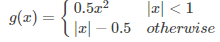 g(x) = { 0.5x² |x| < 1
|x| − 0.5 otherwise